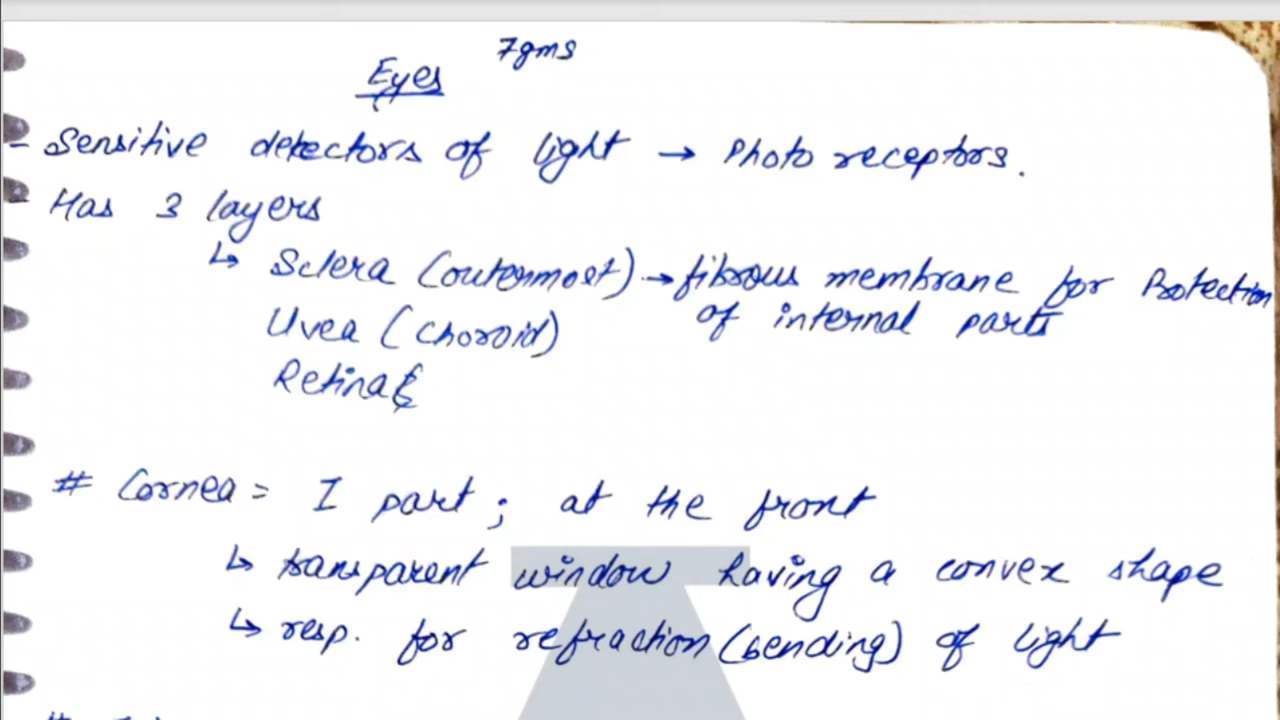 Eyes 7gms
- Sensitive detectors of light → Photo receptors.
Has 3 layers
↳ Sclera (outermost) → fibrous membrane for Protection
of internal parts
Uvea (Choroid)
Retina
# Cornea = I part ; at the front
↳ transparent window having a convex shape
↳ resp. for refraction (bending) of light
#